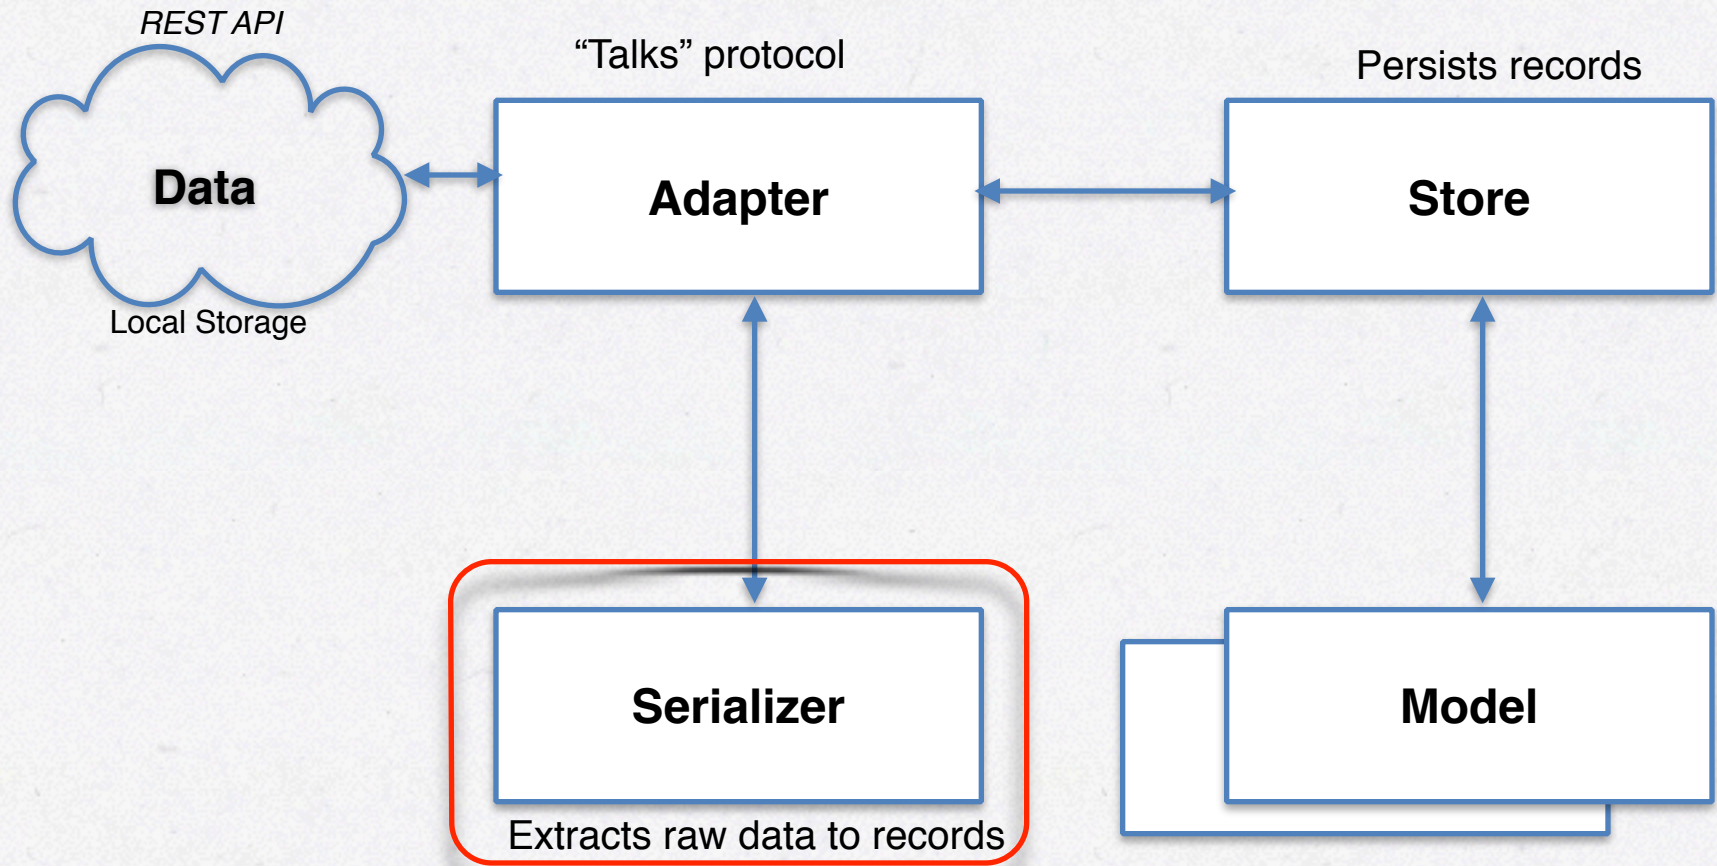 REST API
“Talks” protocol
Persists records
Data
Adapter
Store
Local Storage
Serializer
Model
Extracts raw data to records